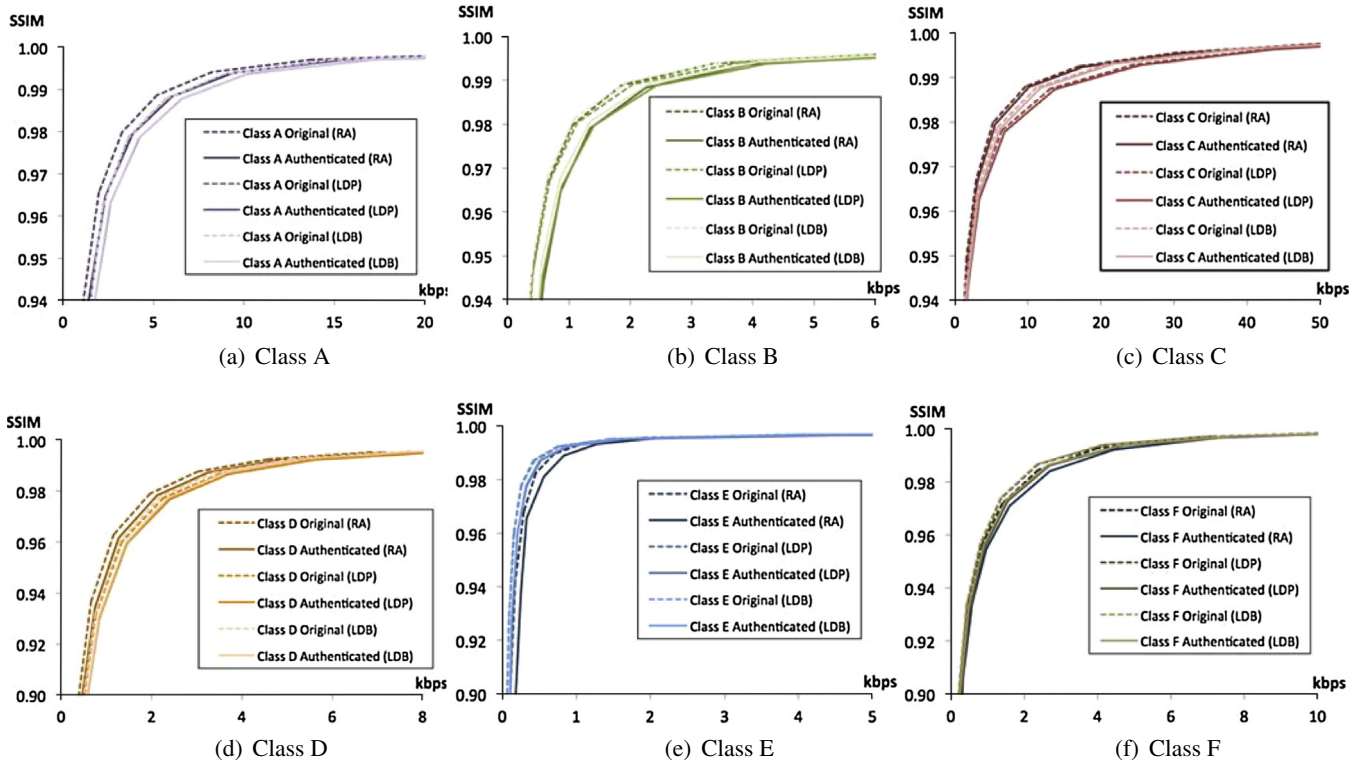 SSIM
1.00
0.99
0.98
0.97
0.96
0.95
0.94
Class A Original (RA)
Class A Authenticated (RA)
Class A Original (LDP)
Class A Authenticated (LDP)
Class A Original (LDB)
Class A Authenticated (LDB)
kbps
0 5 10 15 20
(a) Class A
SSIM
1.00
0.99
0.98
0.97
0.96
0.95
0.94
Class B Original (RA)
Class B Authenticated (RA)
Class B Original (LDP)
Class B Authenticated (LDP)
Class B Original (LDB)
Class B Authenticated (LDB)
kbps
0 1 2 3 4 5 6
(b) Class B
SSIM
1.00
0.99
0.98
0.97
0.96
0.95
0.94
Class C Original (RA)
Class C Authenticated (RA)
Class C Original (LDP)
Class C Authenticated (LDP)
Class C Original (LDB)
Class C Authenticated (LDB)
kbps
0 10 20 30 40 50
(c) Class C
SSIM
1.00
0.98
0.96
0.94
0.92
0.90
Class D Original (RA)
Class D Authenticated (RA)
Class D Original (LDP)
Class D Authenticated (LDP)
Class D Original (LDB)
Class D Authenticated (LDB)
kbps
0 2 4 6 8
(d) Class D
SSIM
1.00
0.98
0.96
0.94
0.92
0.90
Class E Original (RA)
Class E Authenticated (RA)
Class E Original (LDP)
Class E Authenticated (LDP)
Class E Original (LDB)
Class E Authenticated (LDB)
kbps
0 1 2 3 4 5
(e) Class E
SSIM
1.00
0.98
0.96
0.94
0.92
0.90
Class F Original (RA)
Class F Authenticated (RA)
Class F Original (LDP)
Class F Authenticated (LDP)
Class F Original (LDB)
Class F Authenticated (LDB)
kbps
0 2 4 6 8 10
(f) Class F